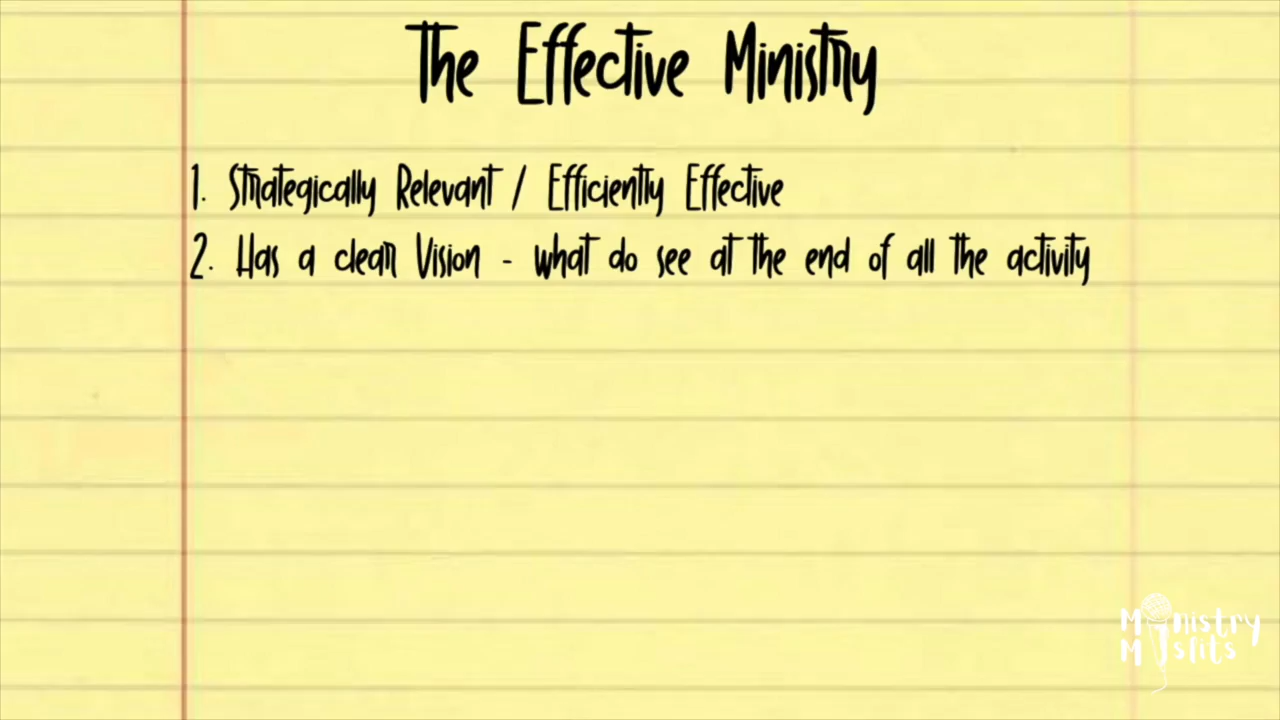 The Effective Ministry
1. Strategically Relevant / Efficiently Effective
2. Has a clear Vision - what do see at the end of all the activity
Ministry
Misfits